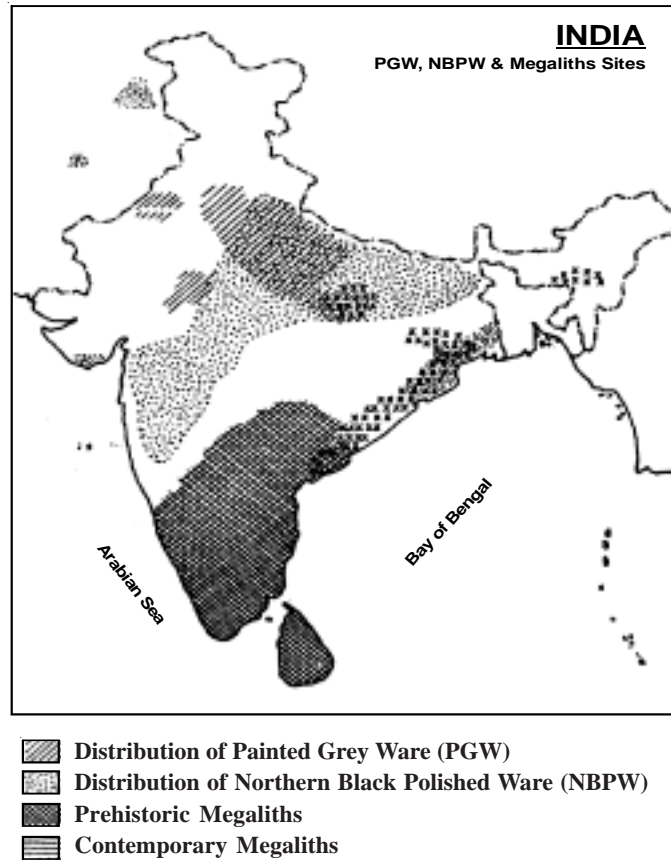 INDIA
PGW, NBPW & Megaliths Sites
Arabian Sea
Bay of Bengal
Distribution of Painted Grey Ware (PGW)
Distribution of Northern Black Polished Ware (NBPW)
Prehistoric Megaliths
Contemporary Megaliths